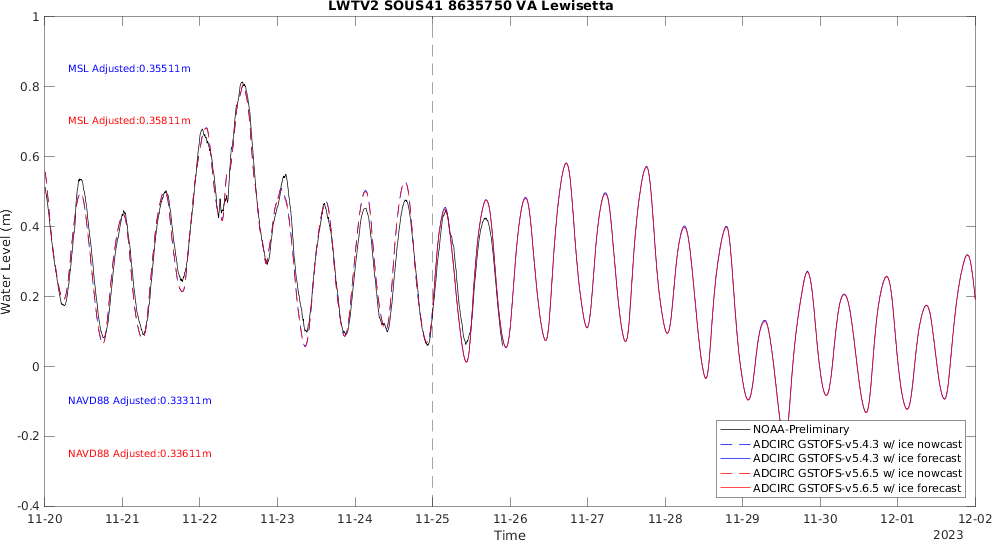 LWTV2 SOUS41 8635750 VA Lewisetta
1
0.8
0.6
0.4
0.2
0
-0.2
-0.4
Water Level (m)
MSL Adjusted:0.35511m
MSL Adjusted:0.35811m
NAVD88 Adjusted:0.33311m
NAVD88 Adjusted:0.33611m
NOAA-Preliminary
ADCIRC GSTOFS-v5.4.3 w/ ice nowcast
ADCIRC GSTOFS-v5.4.3 w/ ice forecast
ADCIRC GSTOFS-v5.6.5 w/ ice nowcast
ADCIRC GSTOFS-v5.6.5 w/ ice forecast
11-20 11-21 11-22 11-23 11-24 11-25 11-26 11-27 11-28 11-29 11-30 12-01 12-02
Time
2023